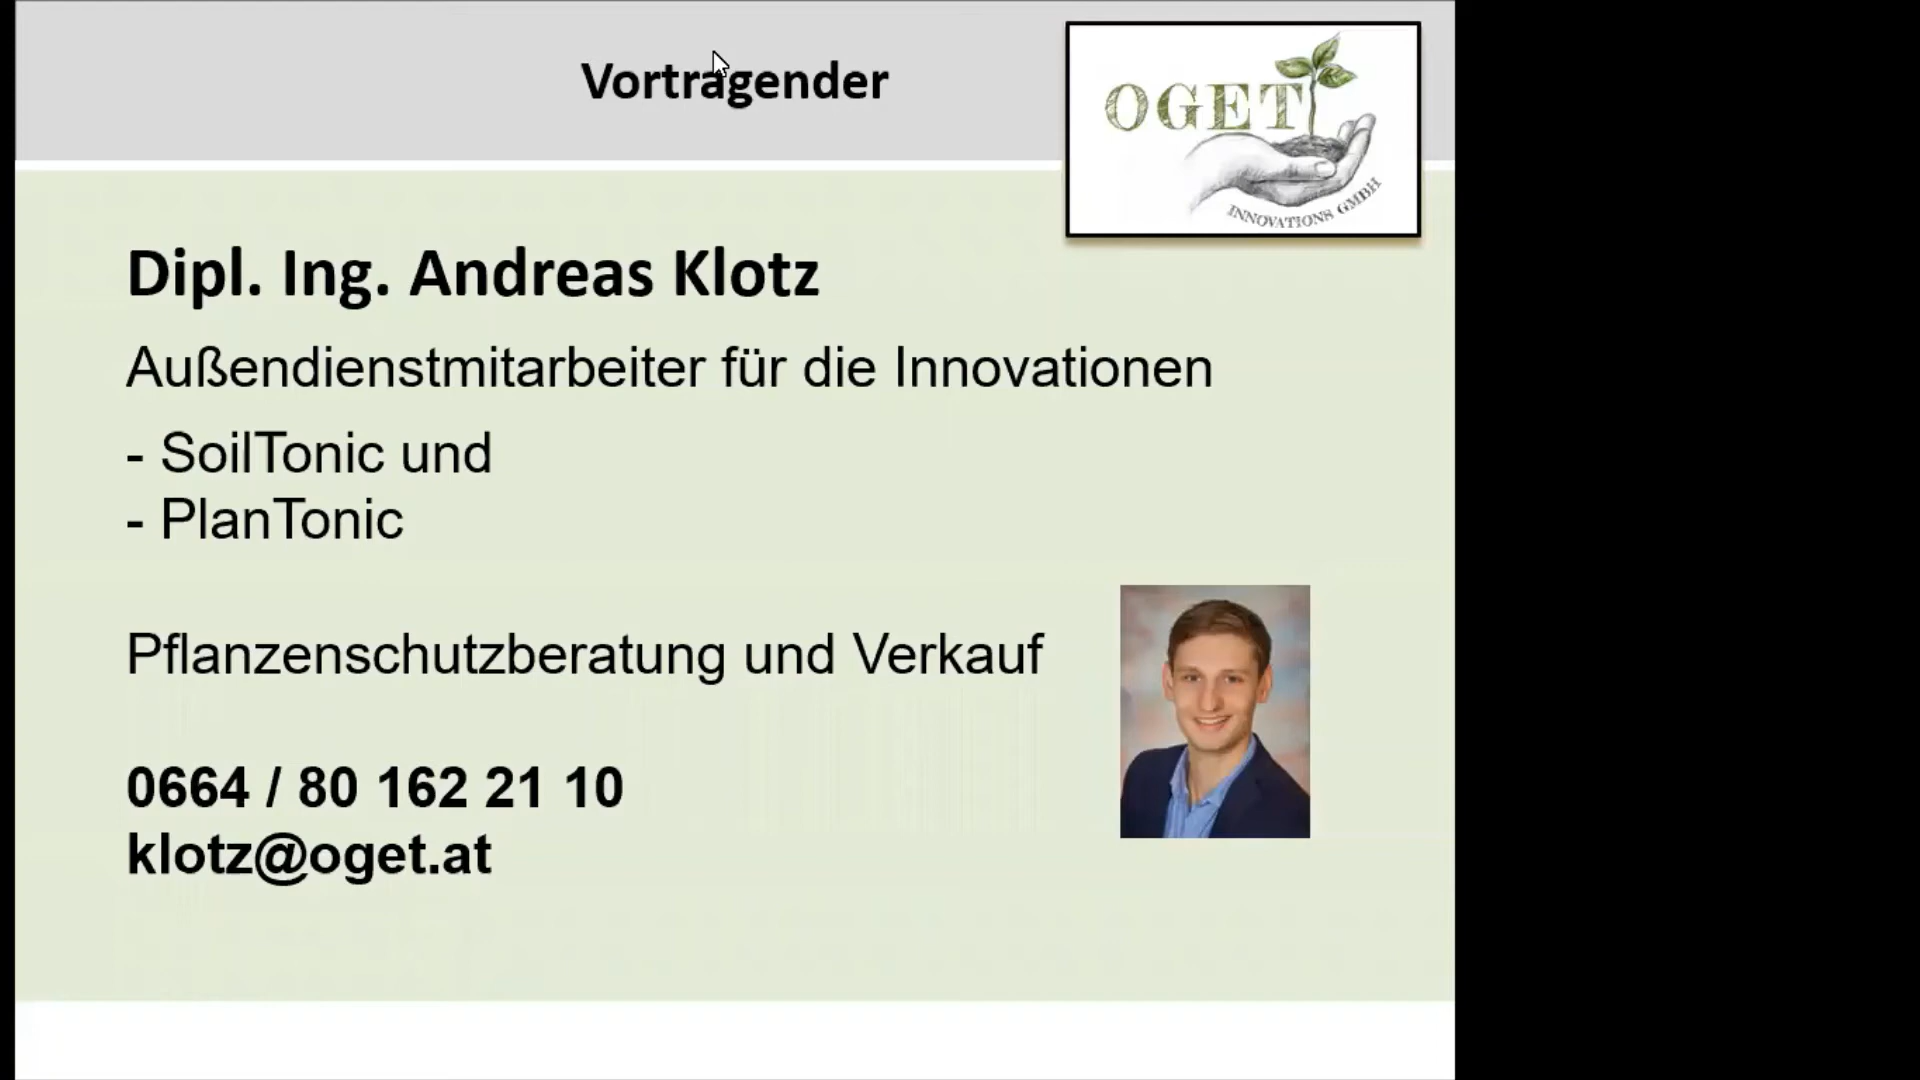 Vortragender
OGET
INNOVATIONS GMBH
Dipl. Ing. Andreas Klotz
Außendienstmitarbeiter für die Innovationen
- SoilTonic und
- PlanTonic
Pflanzenschutzberatung und Verkauf
0664 / 80 162 21 10
klotz@oget.at